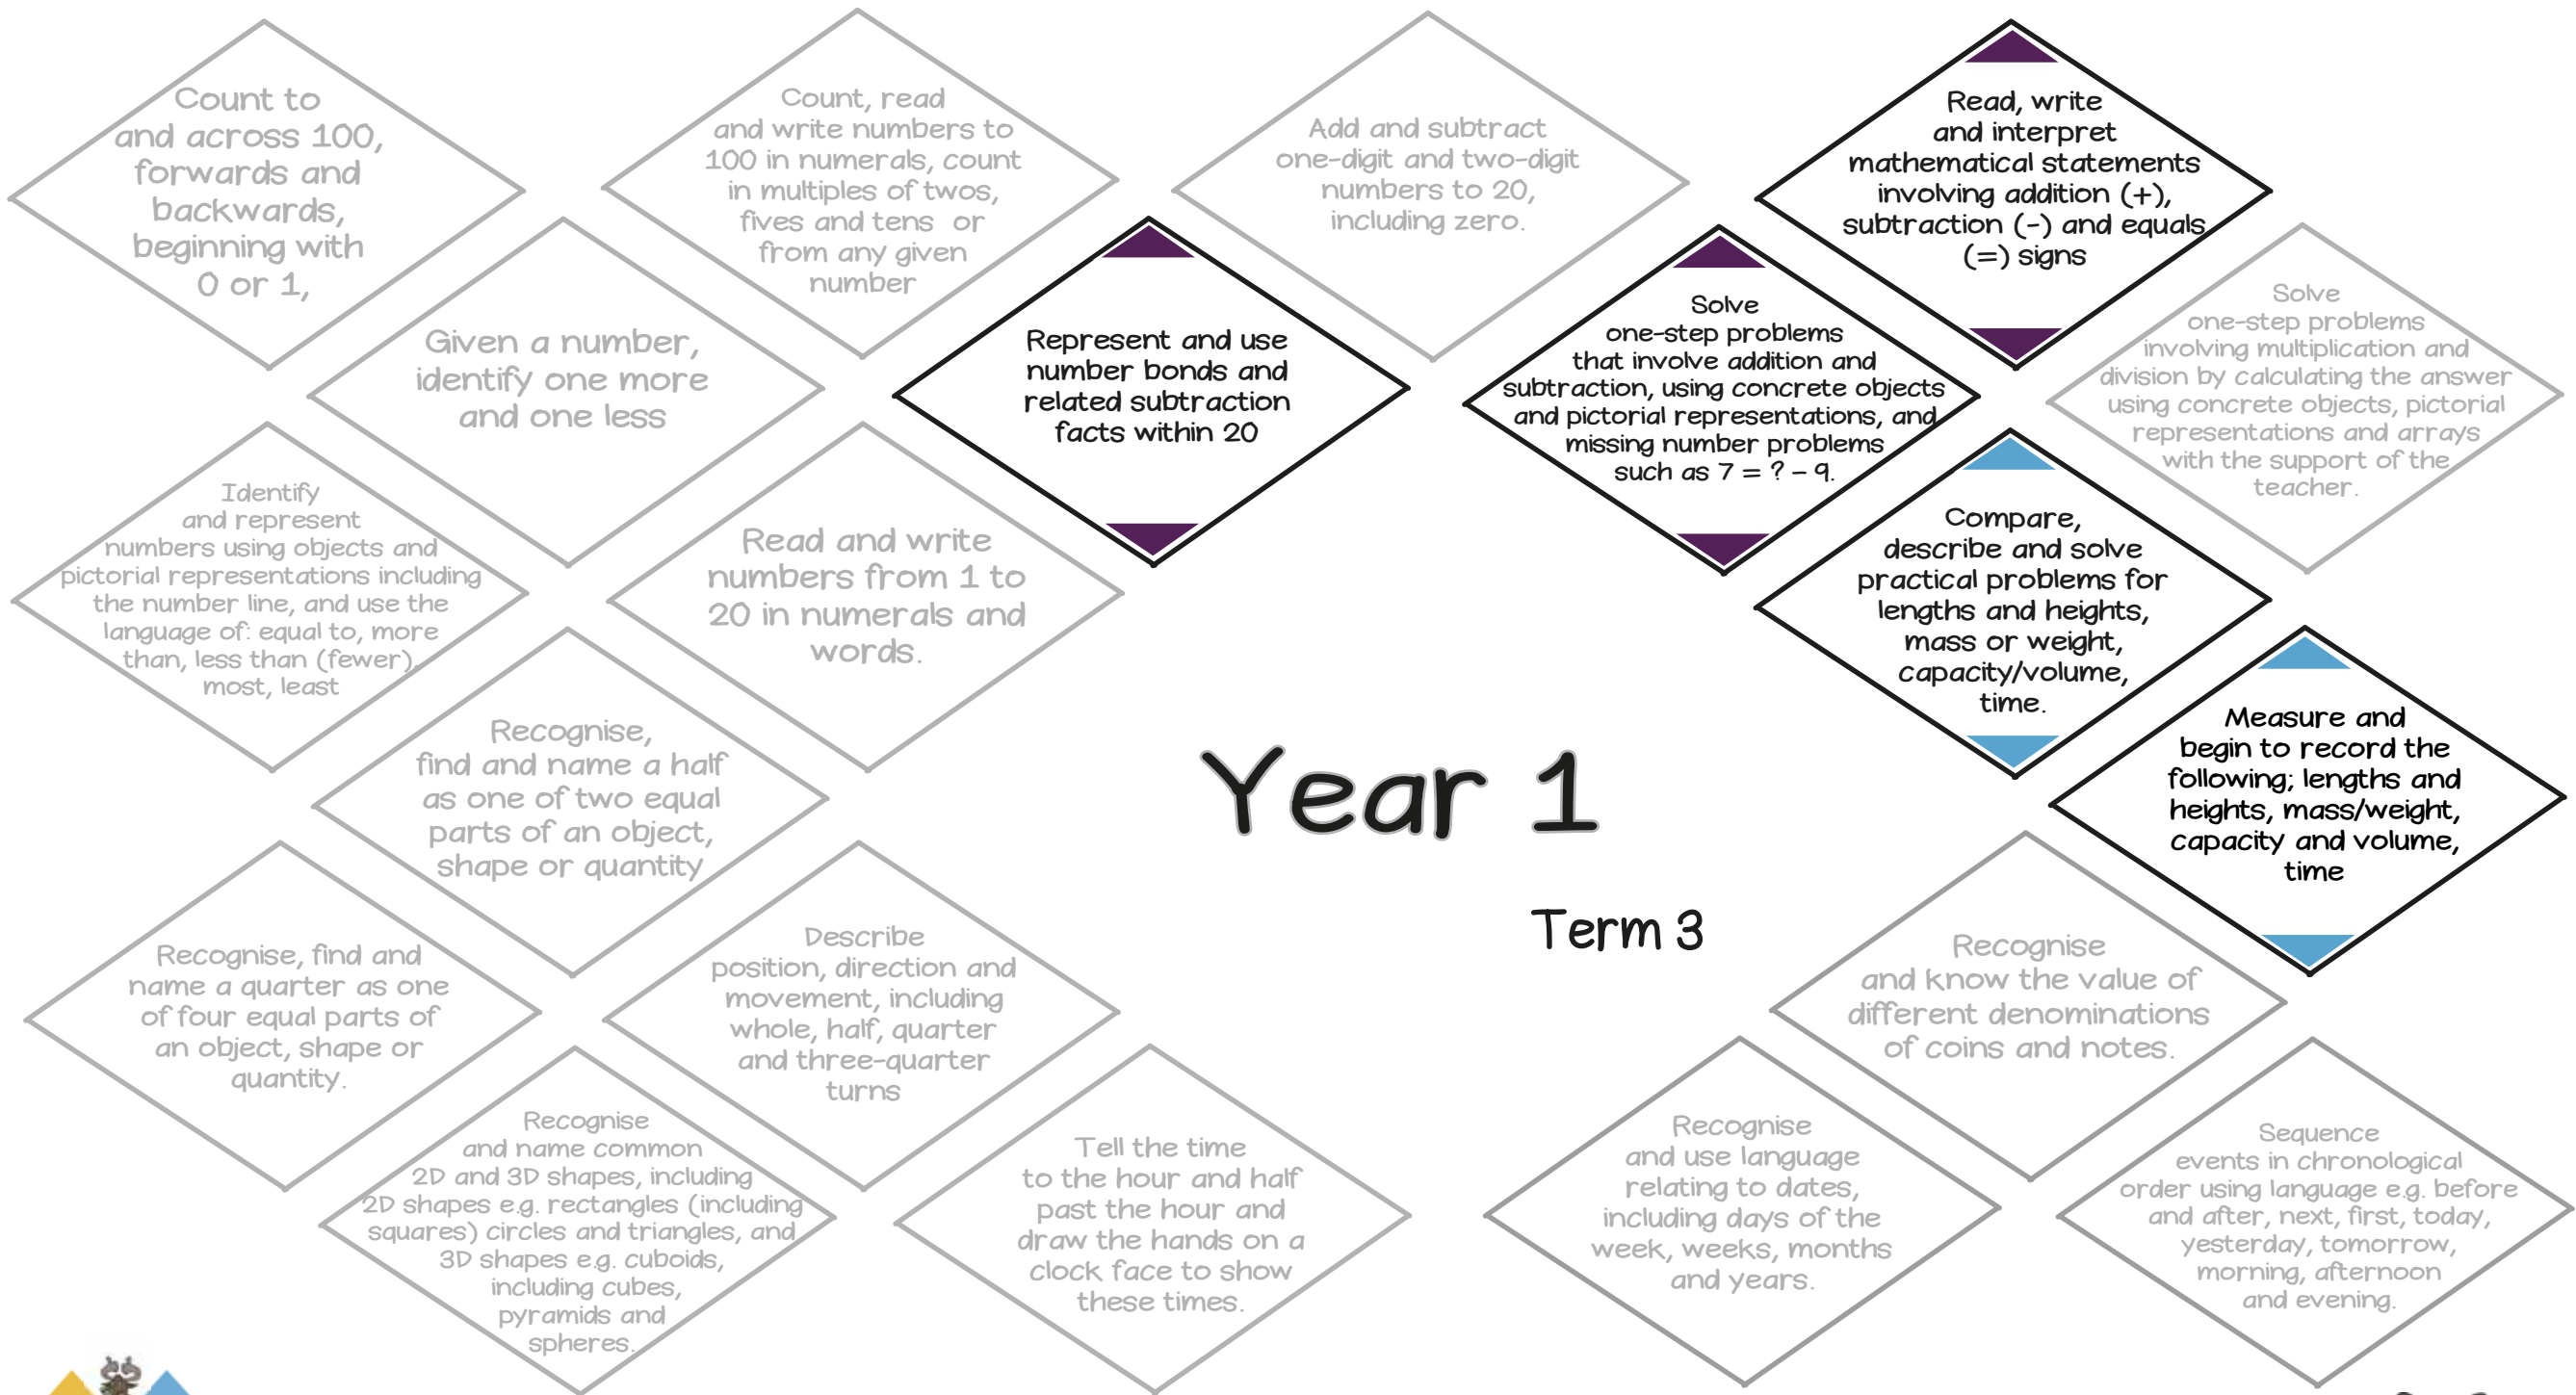 Count to
and across 100,
forwards and
backwards,
beginning with
0 or 1,
Count, read
and write numbers to
100 in numerals, count
in multiples of twos,
fives and tens or
from any given
number
Add and subtract
one-digit and two-digit
numbers to 20,
including zero.
Read, write
and interpret
mathematical statements
involving addition (+),
subtraction (-) and equals
(=) signs
Given a number,
identify one more
and one less
Represent and use
number bonds and
related subtraction
facts within 20
Solve
one-step problems
that involve addition and
subtraction, using concrete objects
and pictorial representations, and
missing number problems
such as 7 = ? – 9.
Solve
one-step problems
involving multiplication and
division by calculating the answer
using concrete objects, pictorial
representations and arrays
with the support of the
teacher.
Identify
and represent
numbers using objects and
pictorial representations including
the number line, and use the
language of: equal to, more
than, less than (fewer),
most, least
Read and write
numbers from 1 to
20 in numerals and
words.
Compare,
describe and solve
practical problems for
lengths and heights,
mass or weight,
capacity/volume,
time.
Recognise,
find and name a half
as one of two equal
parts of an object,
shape or quantity
Year 1
Term 3
Measure and
begin to record the
following; lengths and
heights, mass/weight,
capacity and volume,
time
Recognise, find and
name a quarter as one
of four equal parts of
an object, shape or
quantity.
Describe
position, direction and
movement, including
whole, half, quarter
and three-quarter
turns
Recognise
and know the value of
different denominations
of coins and notes.
Recognise
and name common
2D and 3D shapes, including
2D shapes e.g. rectangles (including
squares) circles and triangles, and
3D shapes e.g. cuboids,
including cubes,
pyramids and
spheres.
Tell the time
to the hour and half
past the hour and
draw the hands on a
clock face to show
these times.
Recognise
and use language
relating to dates,
including days of the
week, weeks, months
and years.
Sequence
events in chronological
order using language e.g. before
and after, next, first, today,
yesterday, tomorrow,
morning, afternoon
and evening.